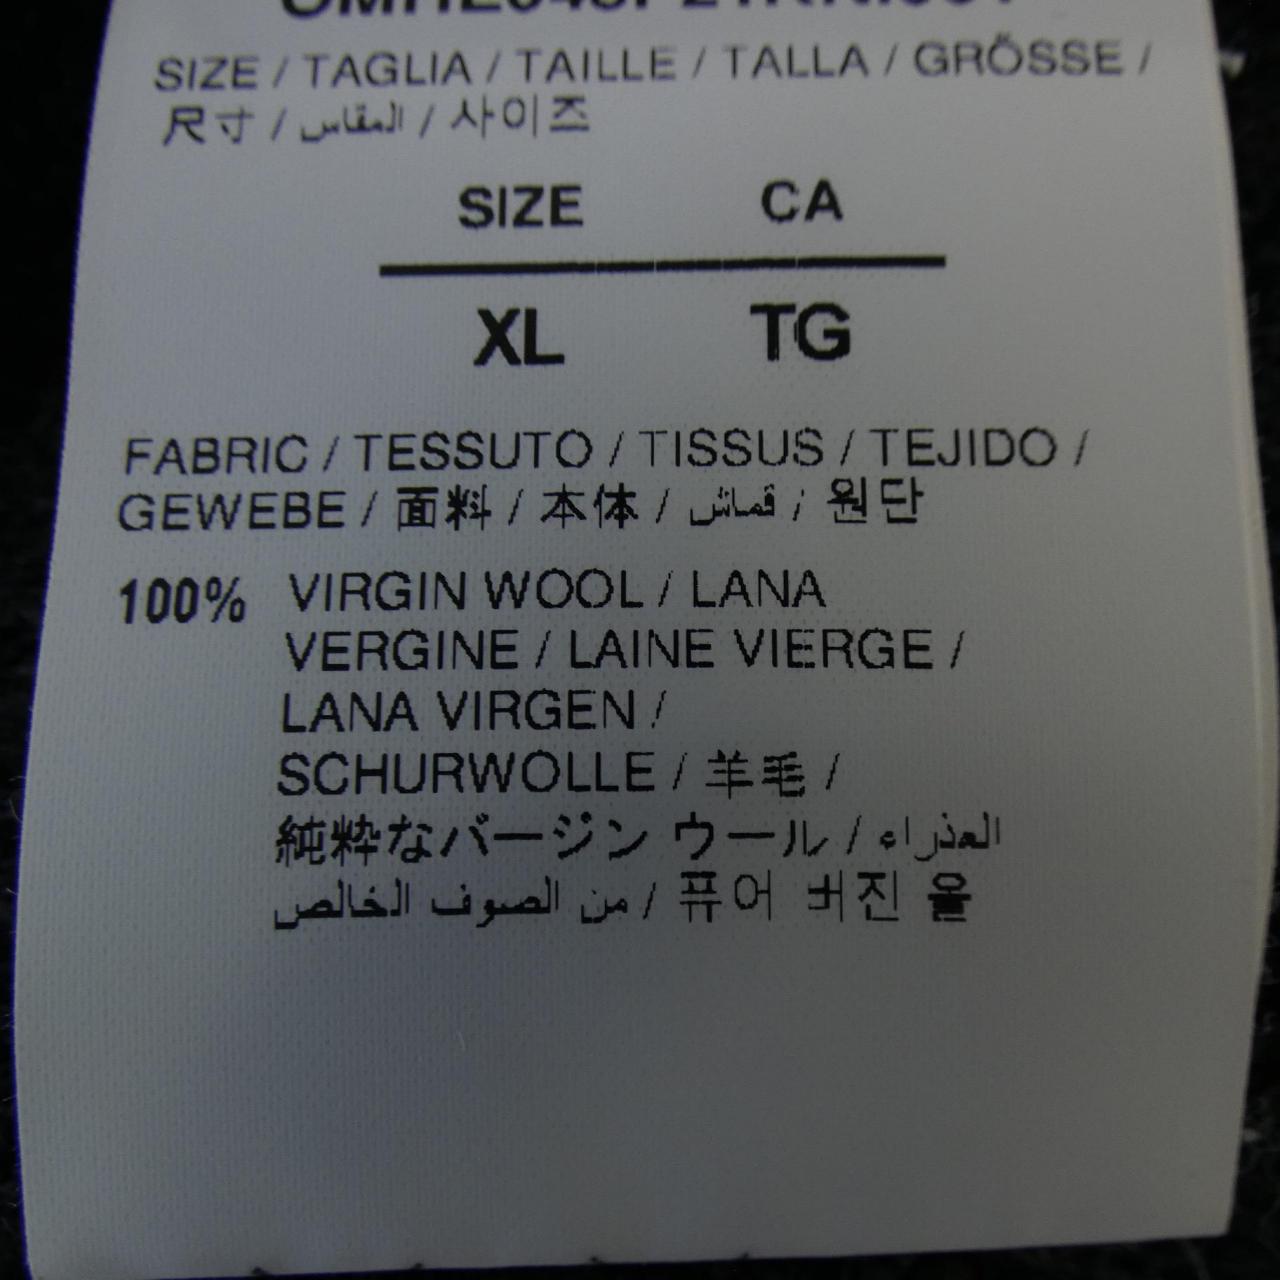 SIZE / TAGLIA / TAILLE / TALLA / GRÖSSE /
尺寸 / المقاس / 사이즈
SIZE CA
XL TG
FABRIC / TESSUTO / TISSUS / TEJIDO /
GEWEBE / 面料 / 本体 / قماش / 원단
100% VIRGIN WOOL / LANA
VERGINE / LAINE VIERGE /
LANA VIRGEN /
SCHURWOLLE / 羊毛 /
純粋なバージン ウール / العذراء
من الصوف الخالص / 퓨어 버진 울